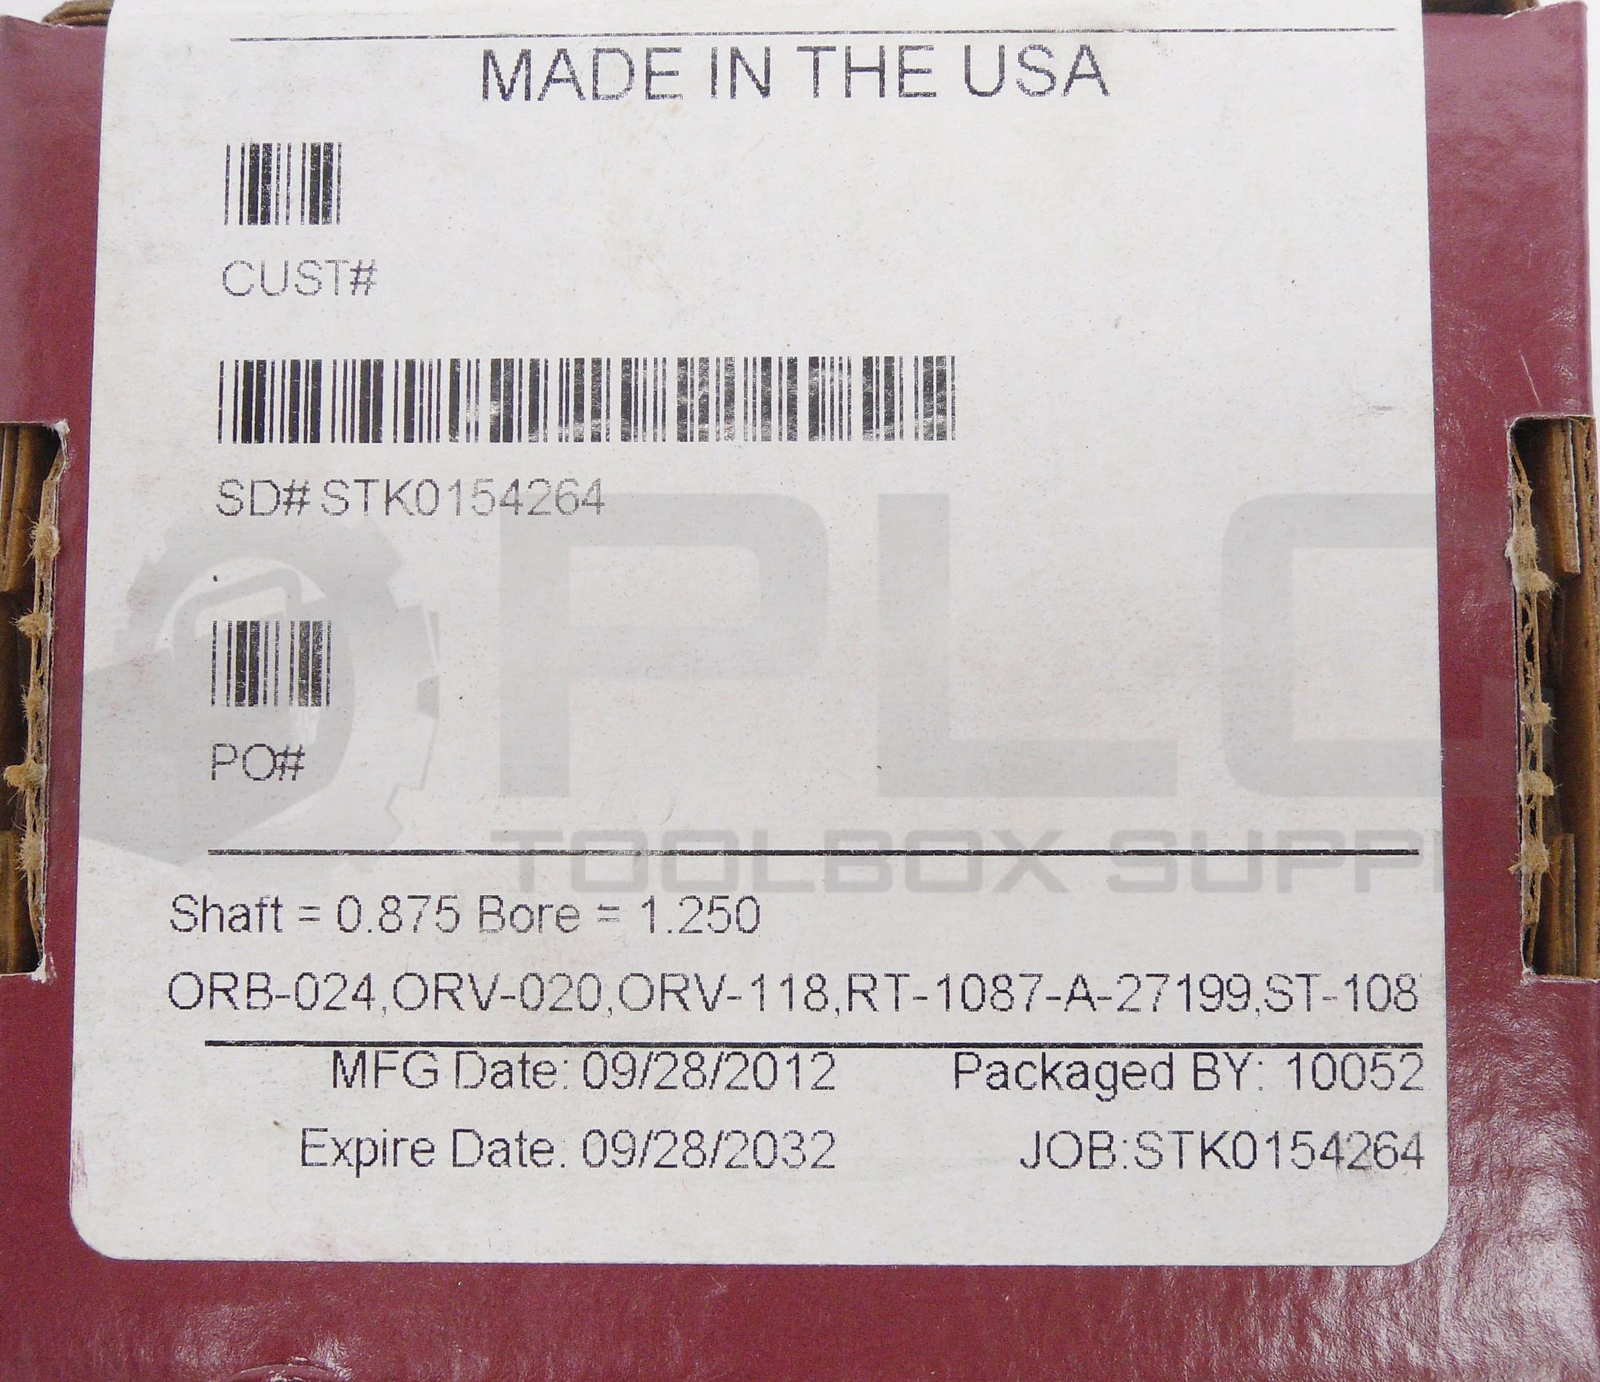 MADE IN THE USA
CUST#
SD# STK0154264
PO#
PLC
TOOLBOX SUPPL
Shaft = 0.875 Bore = 1.250
ORB-024,ORV-020,ORV-118,RT-1087-A-27199,ST-108
MFG Date: 09/28/2012 Packaged BY: 10052
Expire Date: 09/28/2032 JOB:STK0154264